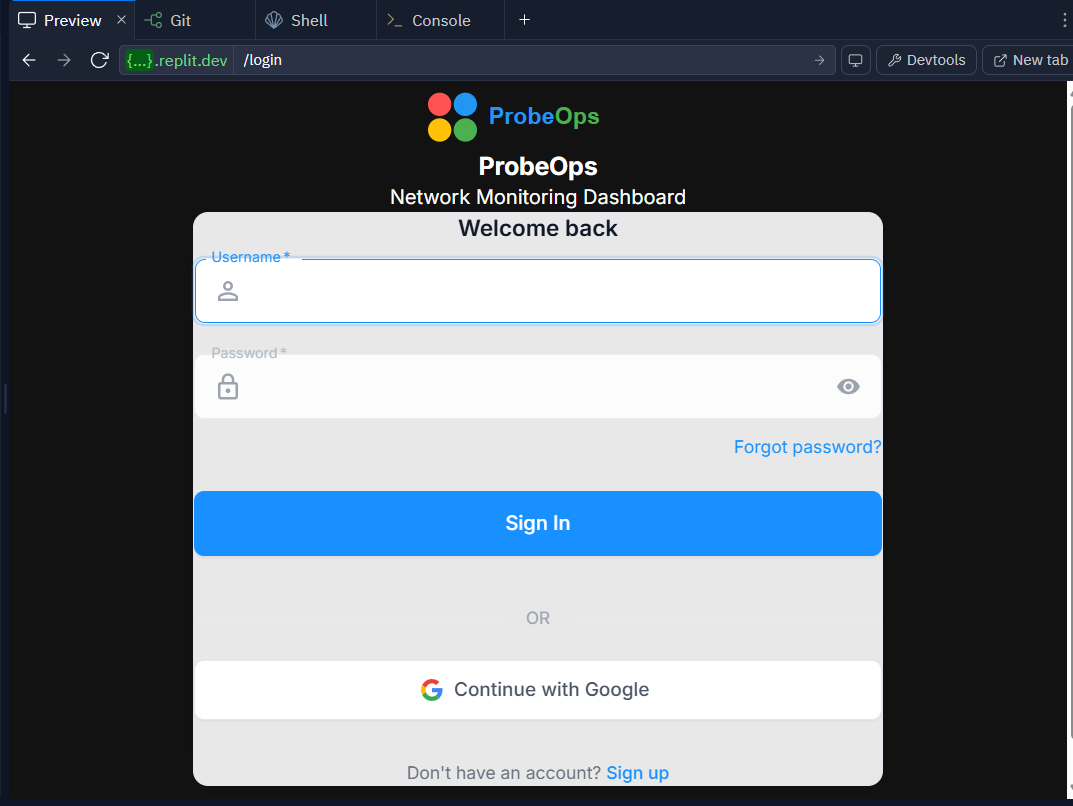 Preview Git Shell Console
{...}.replit.dev /login Devtools New tab
ProbeOps
ProbeOps
Network Monitoring Dashboard
Welcome back
Username *
Password *
Forgot password?
Sign In
OR
Continue with Google
Don't have an account? Sign up